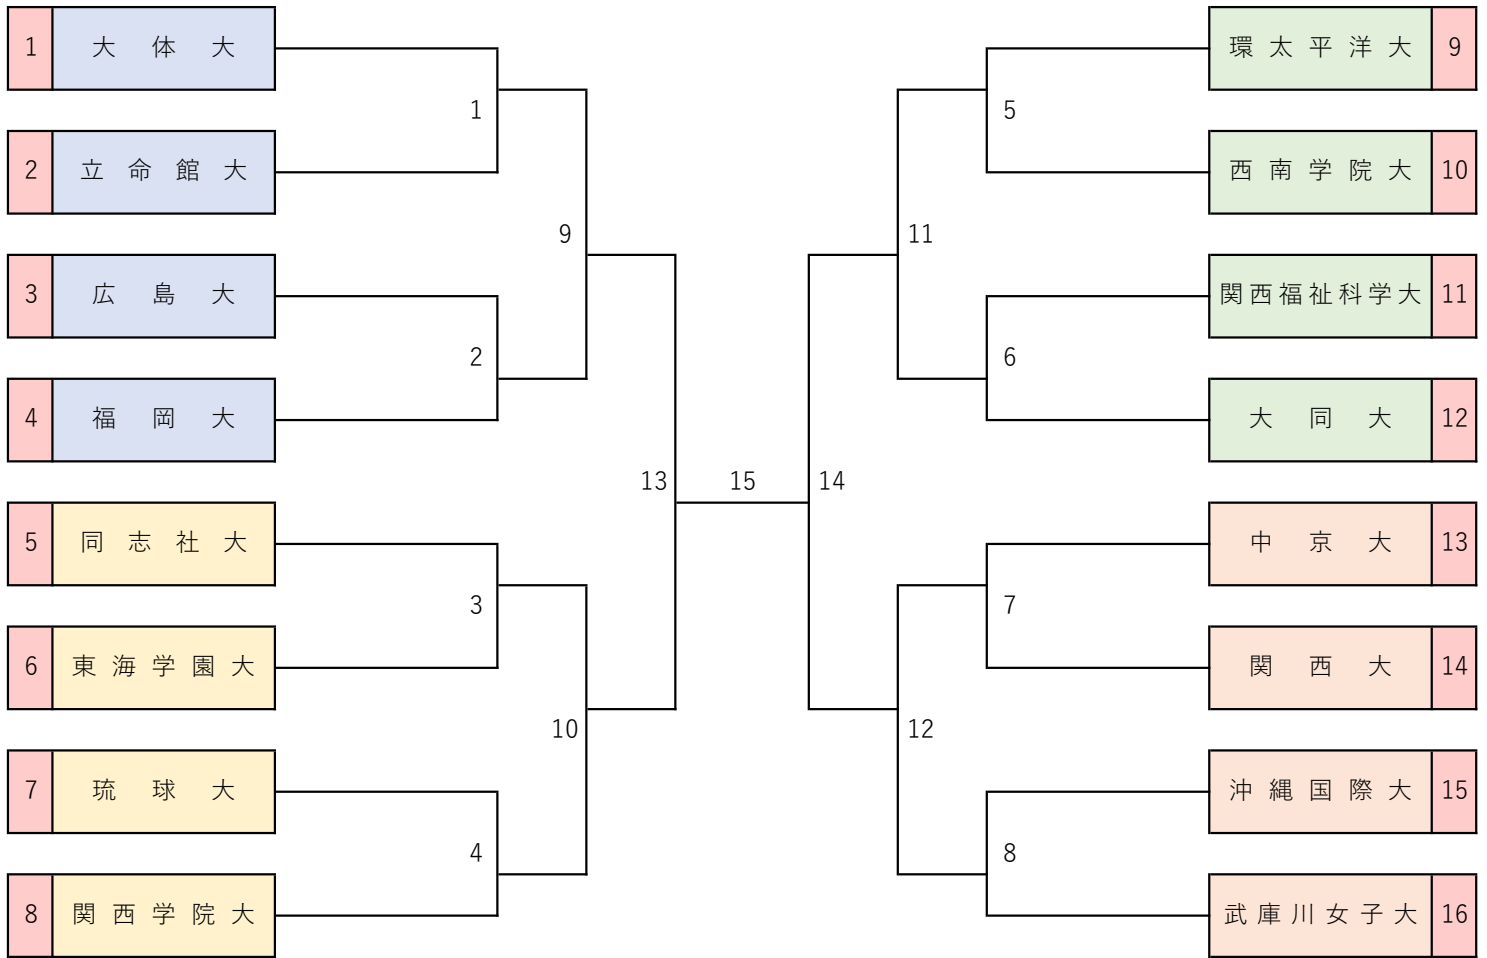 1 大体大
2 立命館大
3 広島大
4 福岡大
5 同志社大
6 東海学園大
7 琉球大
8 関西学院大
1
2
3
4
9
10
13
15
14
11
12
5
6
7
8
環太平洋大 9
西南学院大 10
関西福祉科学大 11
大同大 12
中京大 13
関西大 14
沖縄国際大 15
武庫川女子大 16